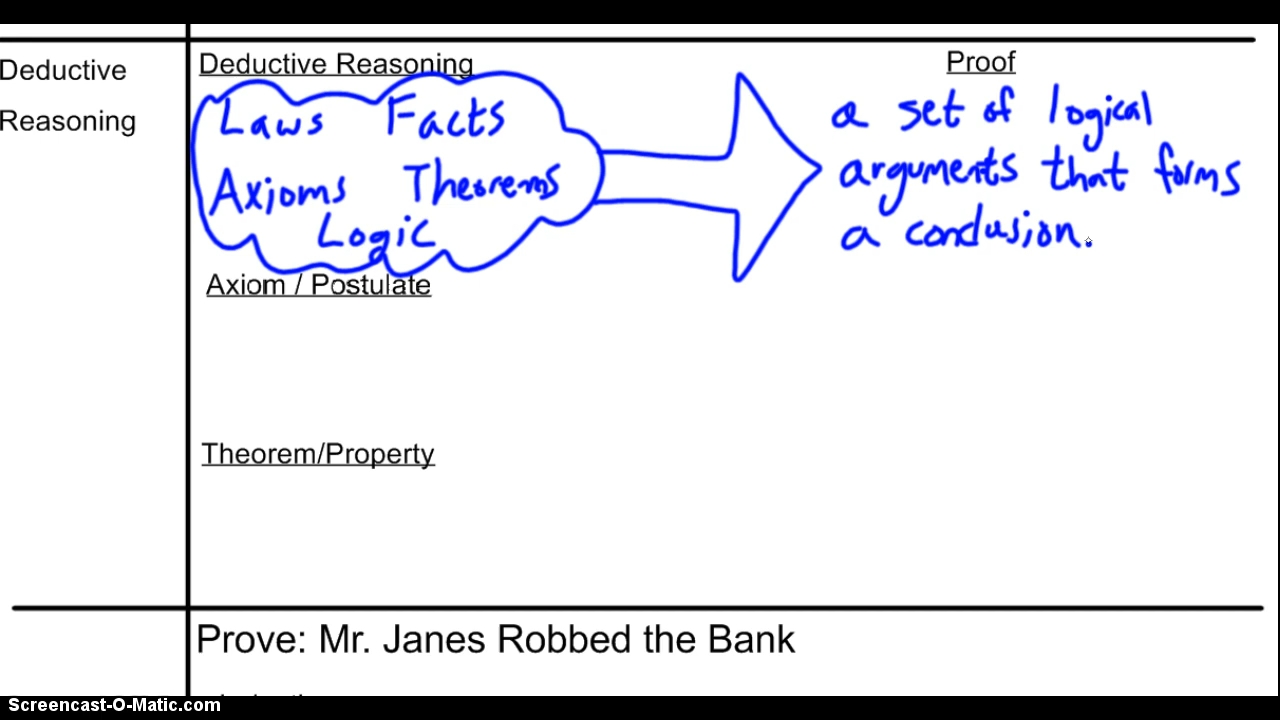 Deductive
Reasoning
Deductive Reasoning
Laws Facts
Axioms Theorems
Logic
Proof
a set of logical
arguments that forms
a conclusion.
Axiom / Postulate
Theorem/Property
Prove: Mr. Janes Robbed the Bank
Screencast-O-Matic.com